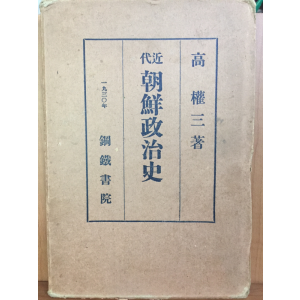 高權三著
近代
朝鮮政治史
一九三〇年
鋼鐵書院